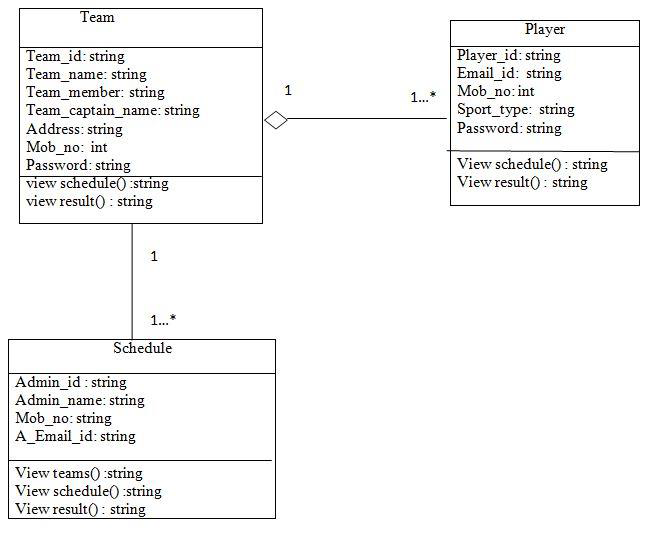 Team
Team_id: string
Team_name: string
Team_member: string
Team_captain_name: string
Address: string
Mob_no: int
Password: string
view schedule() :string
view result() : string
1
1...*
Player
Player_id: string
Email_id: string
Mob_no: int
Sport_type: string
Password: string
View schedule() : string
View result() : string
1
1...*
Schedule
Admin_id : string
Admin_name: string
Mob_no: string
A_Email_id: string
View teams() :string
View schedule() :string
View result() : string